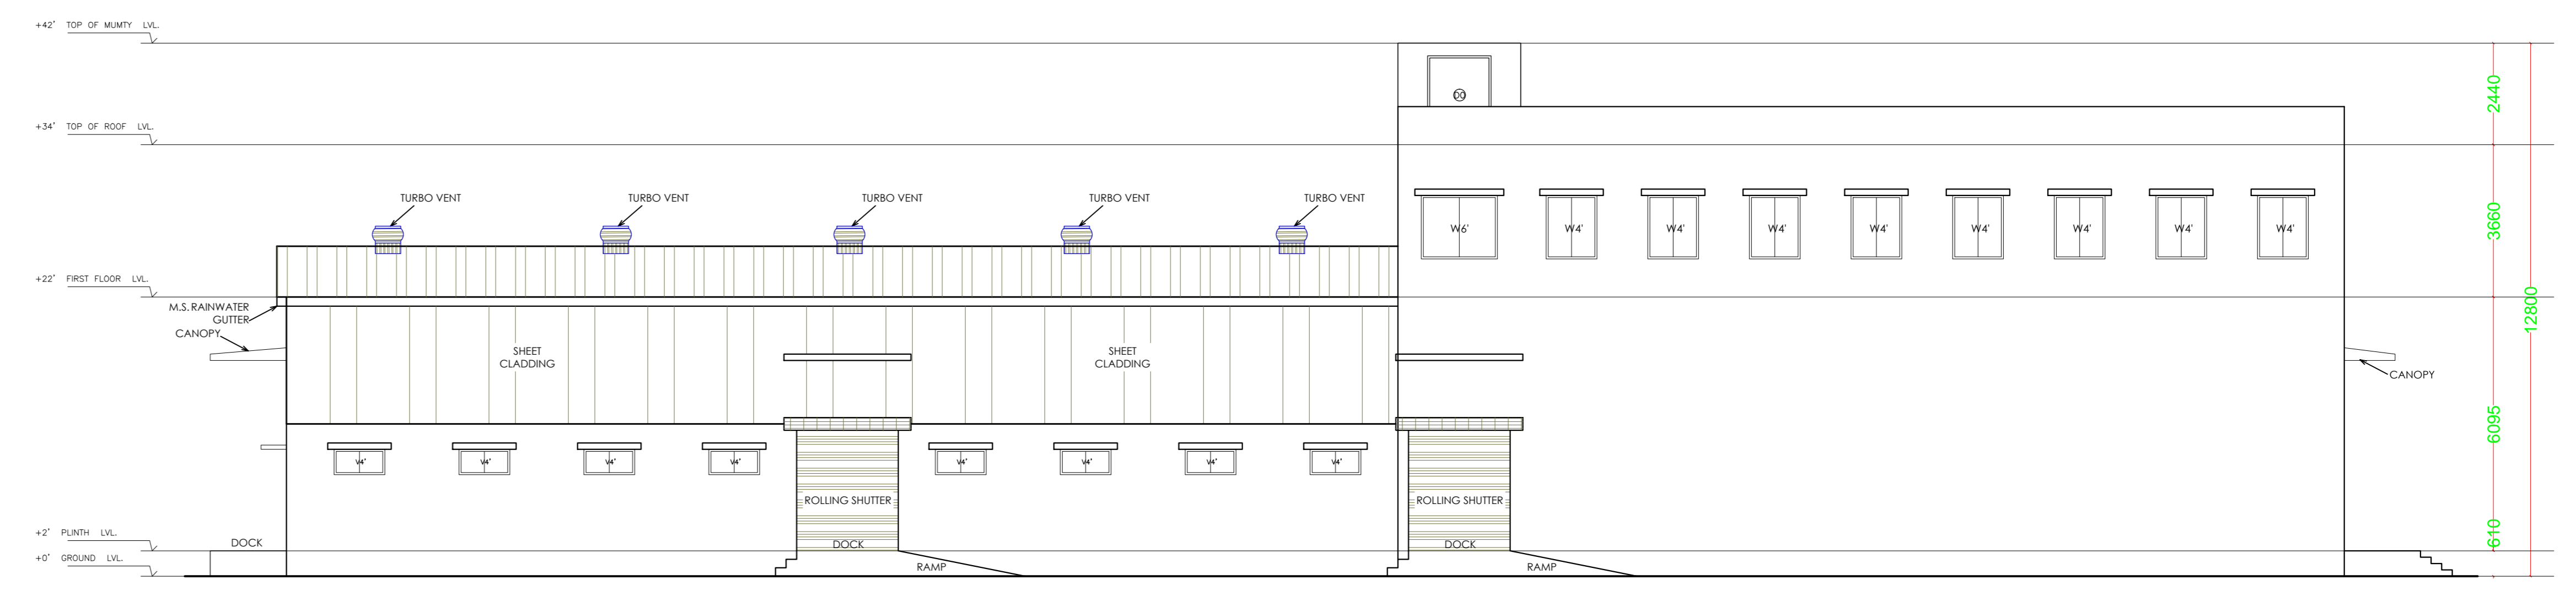 +42' TOP OF MUMTY LVL.
2440
DO
+34' TOP OF ROOF LVL.
TURBO VENT
TURBO VENT
TURBO VENT
TURBO VENT
TURBO VENT
W6'
W4'
W4'
W4'
W4'
W4'
W4'
W4'
W4'
3660
+22' FIRST FLOOR LVL.
M.S. RAINWATER
GUTTER
CANOPY
12800
SHEET
CLADDING
SHEET
CLADDING
CANOPY
6095
V4'
V4'
V4'
V4'
V4'
V4'
V4'
V4'
ROLLING SHUTTER
ROLLING SHUTTER
+2' PLINTH LVL.
610
DOCK
DOCK
DOCK
+0' GROUND LVL.
RAMP
RAMP